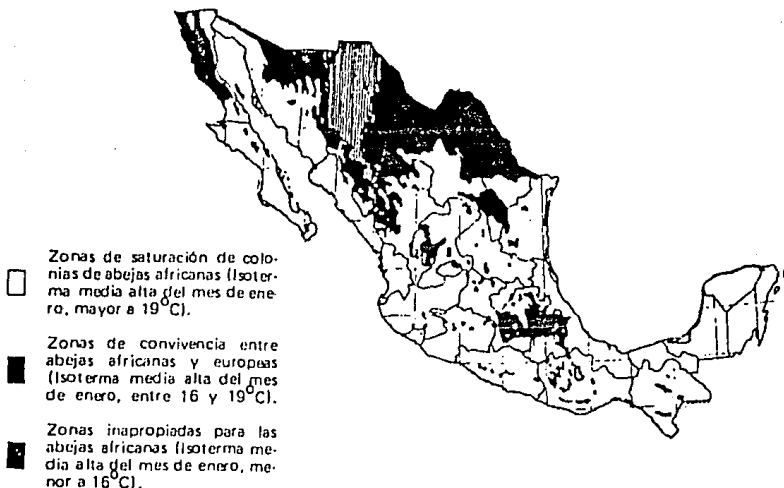 Zonas de saturación de colo-
nias de abejas africanas (Isoter-
ma media alta del mes de ene-
ro, mayor a 19°C).
Zonas de convivencia entre
abejas africanas y europeas
(Isoterma media alta del mes
de enero, entre 16 y 19°C).
Zonas inapropiadas para las
abejas africanas (Isoterma me-
dia alta del mes de enero, me-
nor a 16°C).